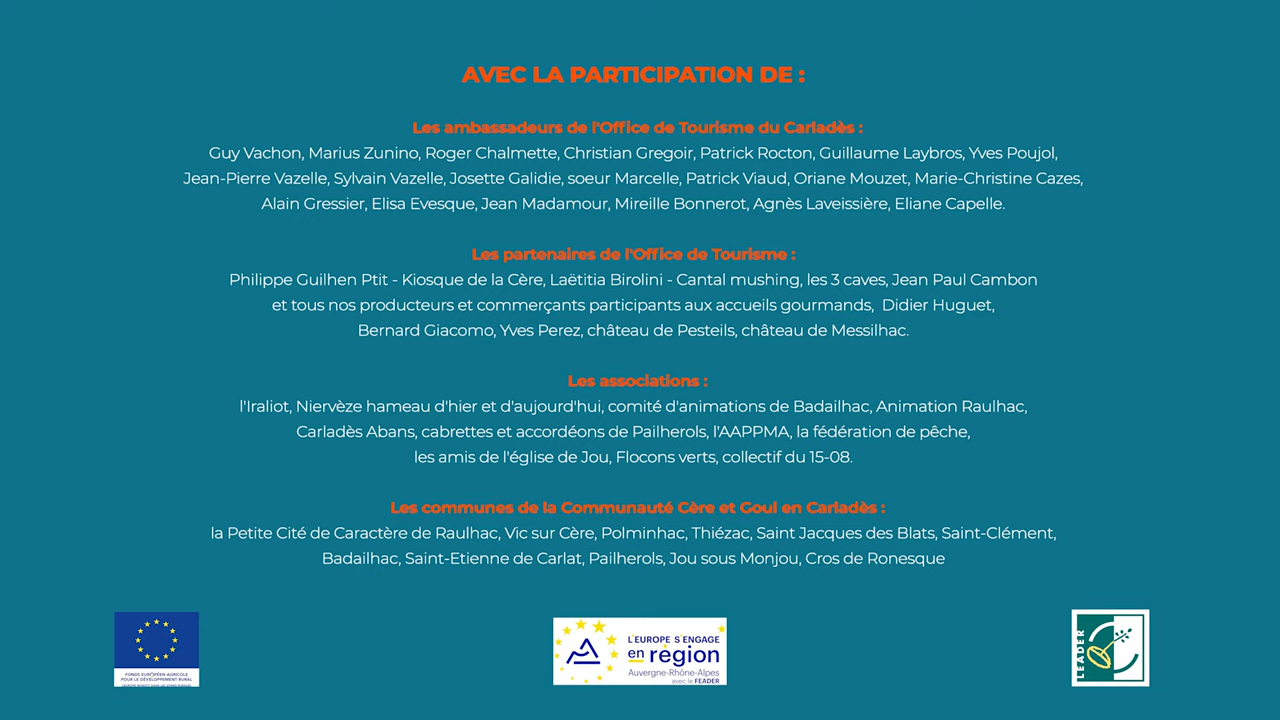 AVEC LA PARTICIPATION DE :
Les ambassadeurs de l'Office de Tourisme du Carladès :
Guy Vachon, Marius Zunino, Roger Chalmette, Christian Gregoir, Patrick Rocton, Guillaume Laybros, Yves Poujol,
Jean-Pierre Vazelle, Sylvain Vazelle, Josette Galidie, soeur Marcelle, Patrick Viaud, Oriane Mouzet, Marie-Christine Cazes,
Alain Gressier, Elisa Evesque, Jean Madamour, Mireille Bonnerot, Agnès Laveissière, Eliane Capelle.
Les partenaires de l'Office de Tourisme :
Philippe Guilhen Ptit - Kiosque de la Cère, Laëtitia Birolini - Cantal mushing, les 3 caves, Jean Paul Cambon
et tous nos producteurs et commerçants participants aux accueils gourmands, Didier Huguet,
Bernard Giacomo, Yves Perez, château de Pesteils, château de Messilhac.
Les associations :
l'Iraliot, Niervèze hameau d'hier et d'aujourd'hui, comité d'animations de Badailhac, Animation Raulhac,
Carladès Abans, cabrettes et accordéons de Pailherols, l'AAPPMA, la fédération de pêche,
les amis de l'église de Jou, Flocons verts, collectif du 15-08.
Les communes de la Communauté Cère et Goul en Carladès :
la Petite Cité de Caractère de Raulhac, Vic sur Cère, Polminhac, Thiézac, Saint Jacques des Blats, Saint-Clément,
Badailhac, Saint-Etienne de Carlat, Pailherols, Jou sous Monjou, Cros de Ronesque
FONDS EUROPÉEN AGRICOLE
POUR LE DÉVELOPPEMENT RURAL
L'EUROPE S'ENGAGE
en région
Auvergne-Rhône-Alpes
avec le FEADER
LEADER